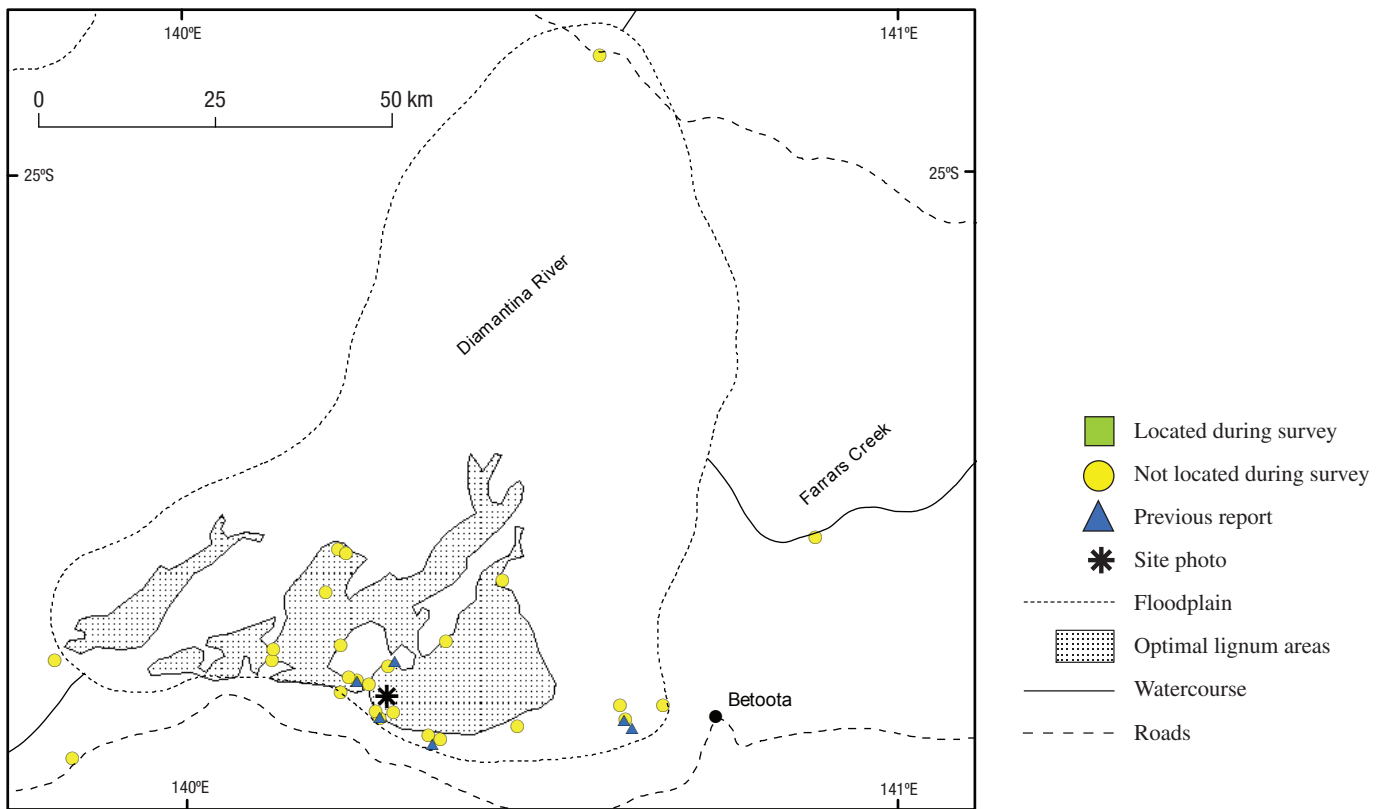 140ºE
141ºE
0 25 50 km
25ºS
25ºS
Diamantina River
Farrars Creek
Betoota
140ºE
141ºE
Located during survey
Not located during survey
Previous report
Site photo
Floodplain
Optimal lignum areas
Watercourse
Roads